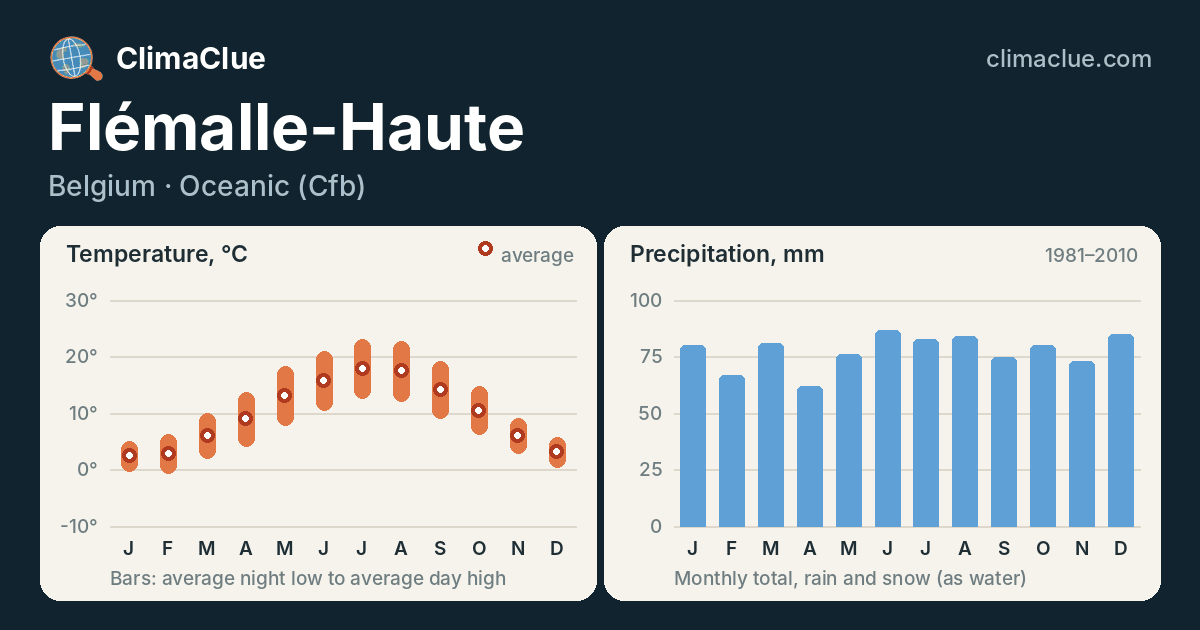 ClimaClue
climaclue.com
Flémalle-Haute
Belgium · Oceanic (Cfb)
Temperature, °C
average
30°
20°
10°
0°
-10°
J F M A M J J A S O N D
Bars: average night low to average day high
Precipitation, mm
1981–2010
100
75
50
25
0
J F M A M J J A S O N D
Monthly total, rain and snow (as water)